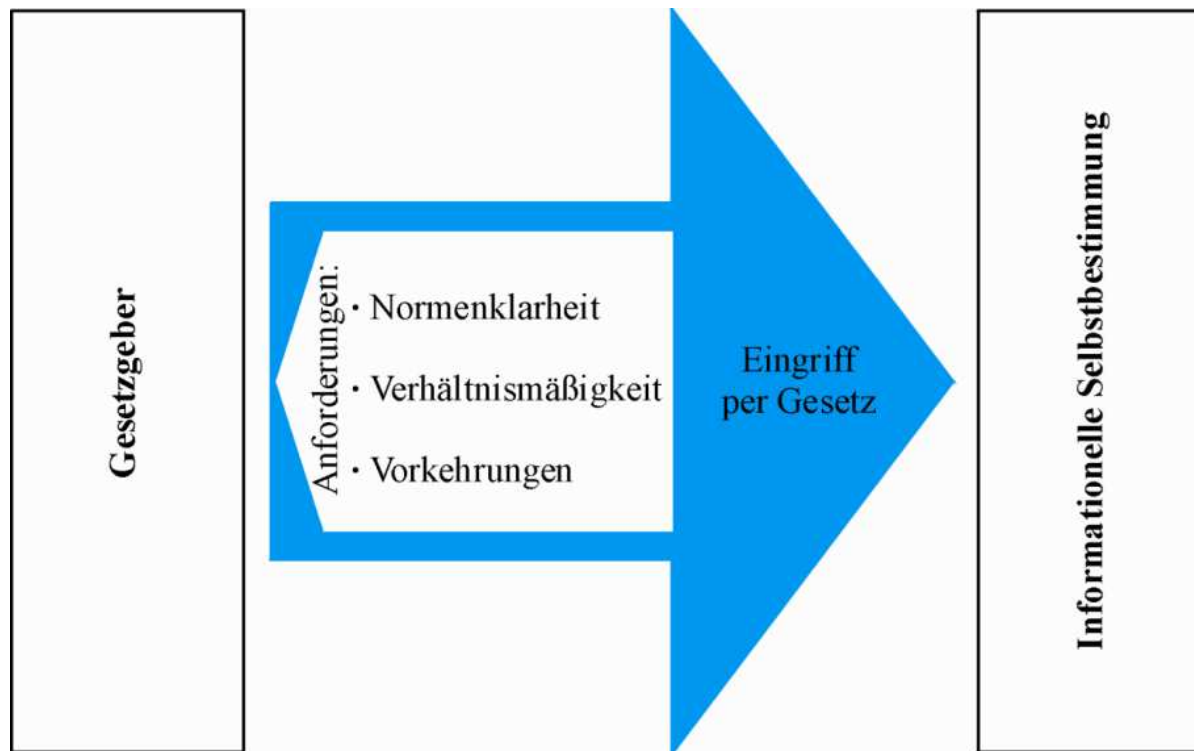 Gesetzgeber
Anforderungen:
· Normenklarheit
· Verhältnismäßigkeit
· Vorkehrungen
Eingriff
per Gesetz
Informationelle Selbstbestimmung